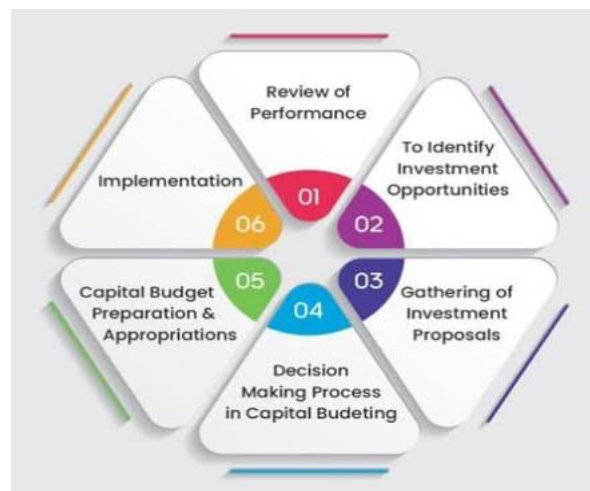 Review of
Performance
01
To Identify
Investment
Opportunities
02
03
Gathering of
Investment
Proposals
04
Decision
Making Process
in Capital Budeting
05
Capital Budget
Preparation &
Appropriations
Implementation
06